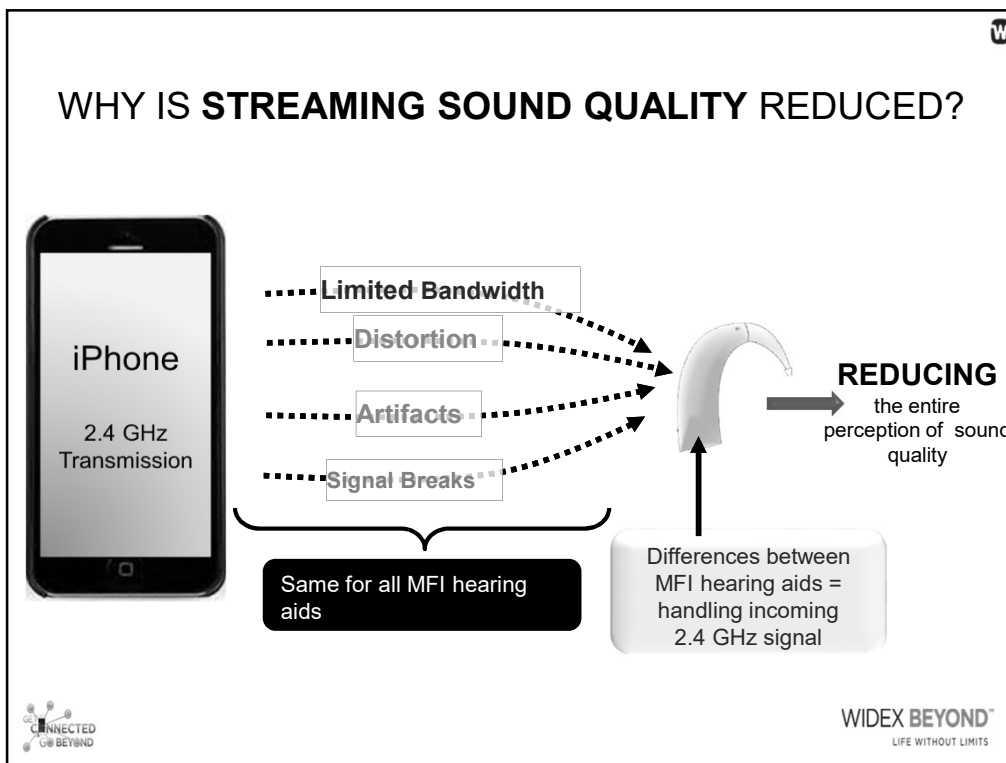 W
WHY IS STREAMING SOUND QUALITY REDUCED?
iPhone
2.4 GHz
Transmission
Limited Bandwidth
Distortion
Artifacts
Signal Breaks
REDUCING
the entire
perception of sound
quality
Same for all MFI hearing
aids
Differences between
MFI hearing aids =
handling incoming
2.4 GHz signal
GET
CONNECTED
GO BEYOND
WIDEX BEYOND™
LIFE WITHOUT LIMITS